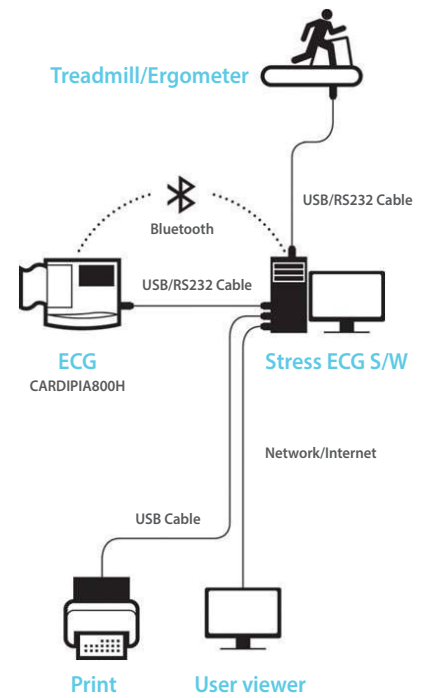 Treadmill/Ergometer
USB/RS232 Cable
Bluetooth
USB/RS232 Cable
ECG
CARDIPIA800H
Stress ECG S/W
Network/Internet
USB Cable
Print
User viewer